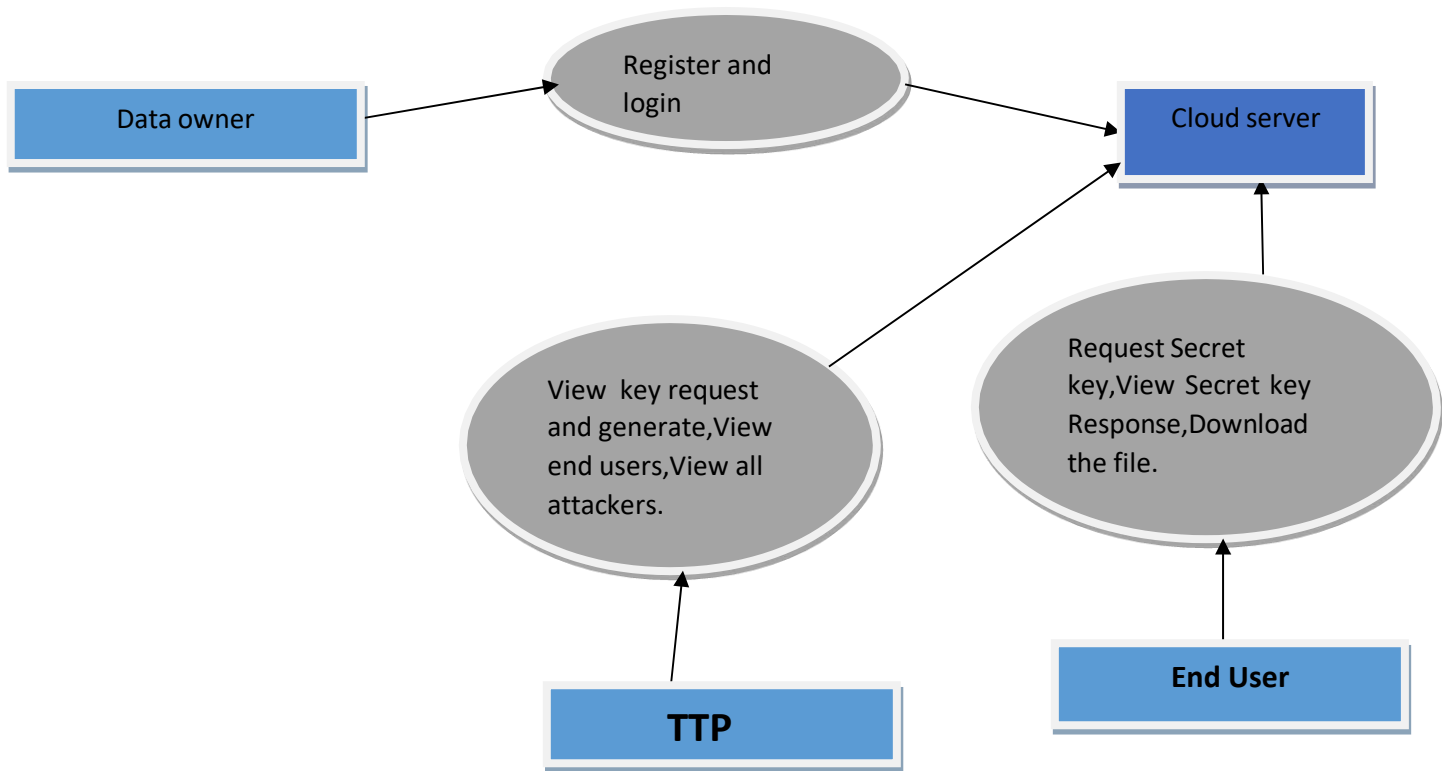 Register and
login
Data owner
Cloud server
View key request
and generate,View
end users,View all
attackers.
Request Secret
key,View Secret key
Response,Download
the file.
TTP
End User